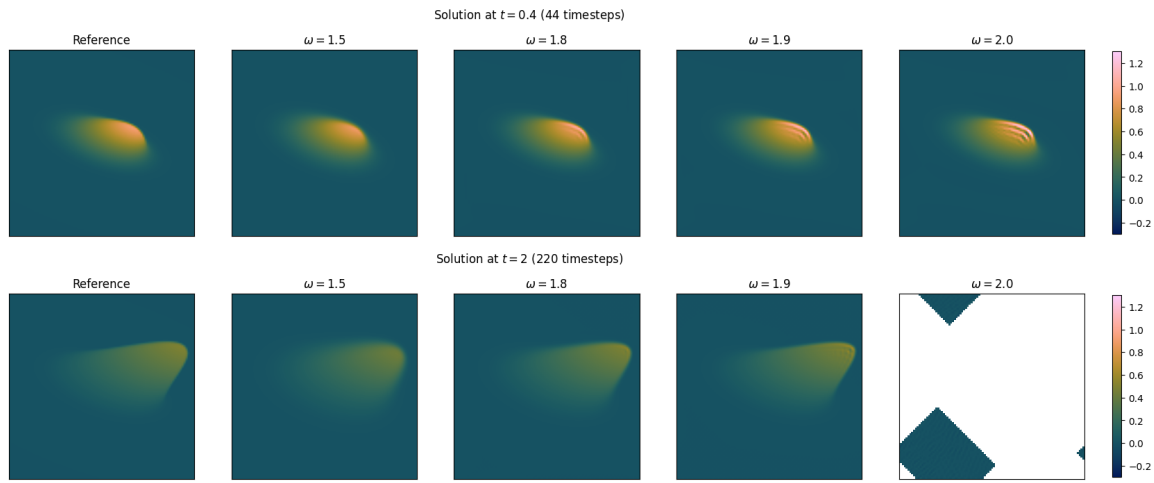 Solution at t = 0.4 (44 timesteps)
Reference
ω = 1.5
ω = 1.8
ω = 1.9
ω = 2.0
1.2
1.0
0.8
0.6
0.4
0.2
0.0
−0.2
Solution at t = 2 (220 timesteps)
Reference
ω = 1.5
ω = 1.8
ω = 1.9
ω = 2.0
1.2
1.0
0.8
0.6
0.4
0.2
0.0
−0.2